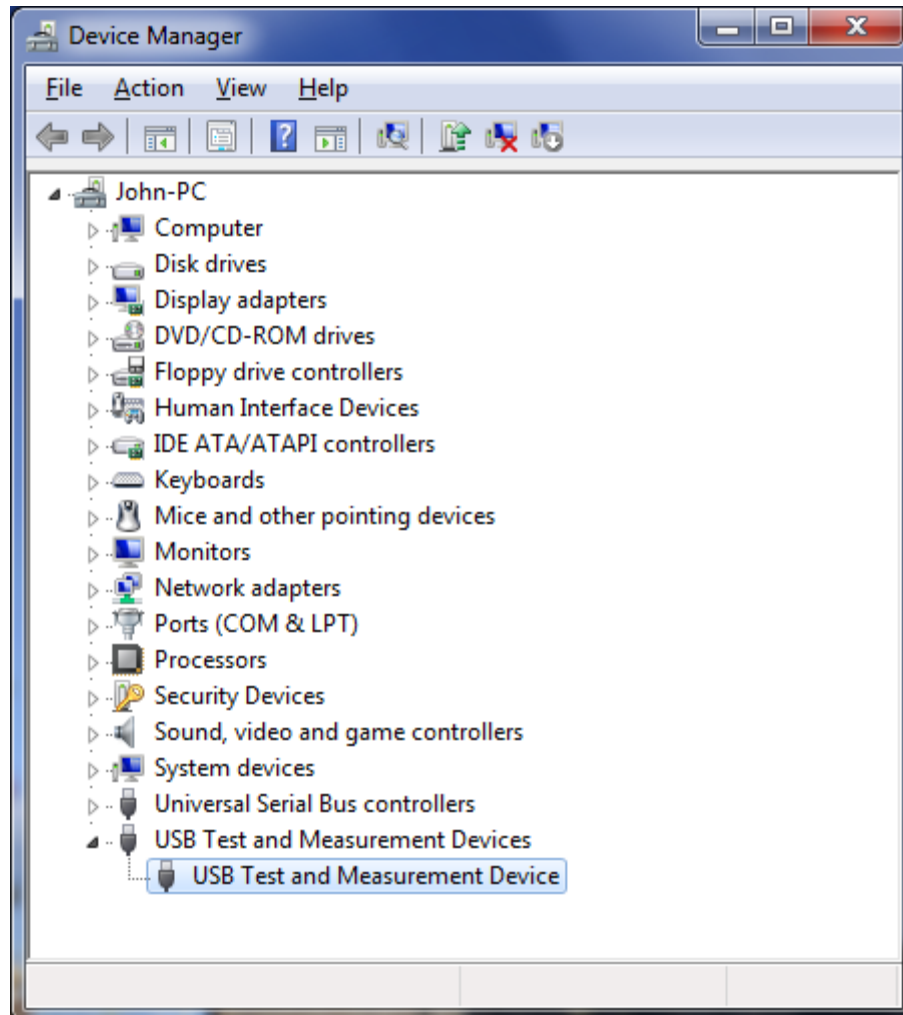 Device Manager
File Action View Help
John-PC
Computer
Disk drives
Display adapters
DVD/CD-ROM drives
Floppy drive controllers
Human Interface Devices
IDE ATA/ATAPI controllers
Keyboards
Mice and other pointing devices
Monitors
Network adapters
Ports (COM & LPT)
Processors
Security Devices
Sound, video and game controllers
System devices
Universal Serial Bus controllers
USB Test and Measurement Devices
USB Test and Measurement Device